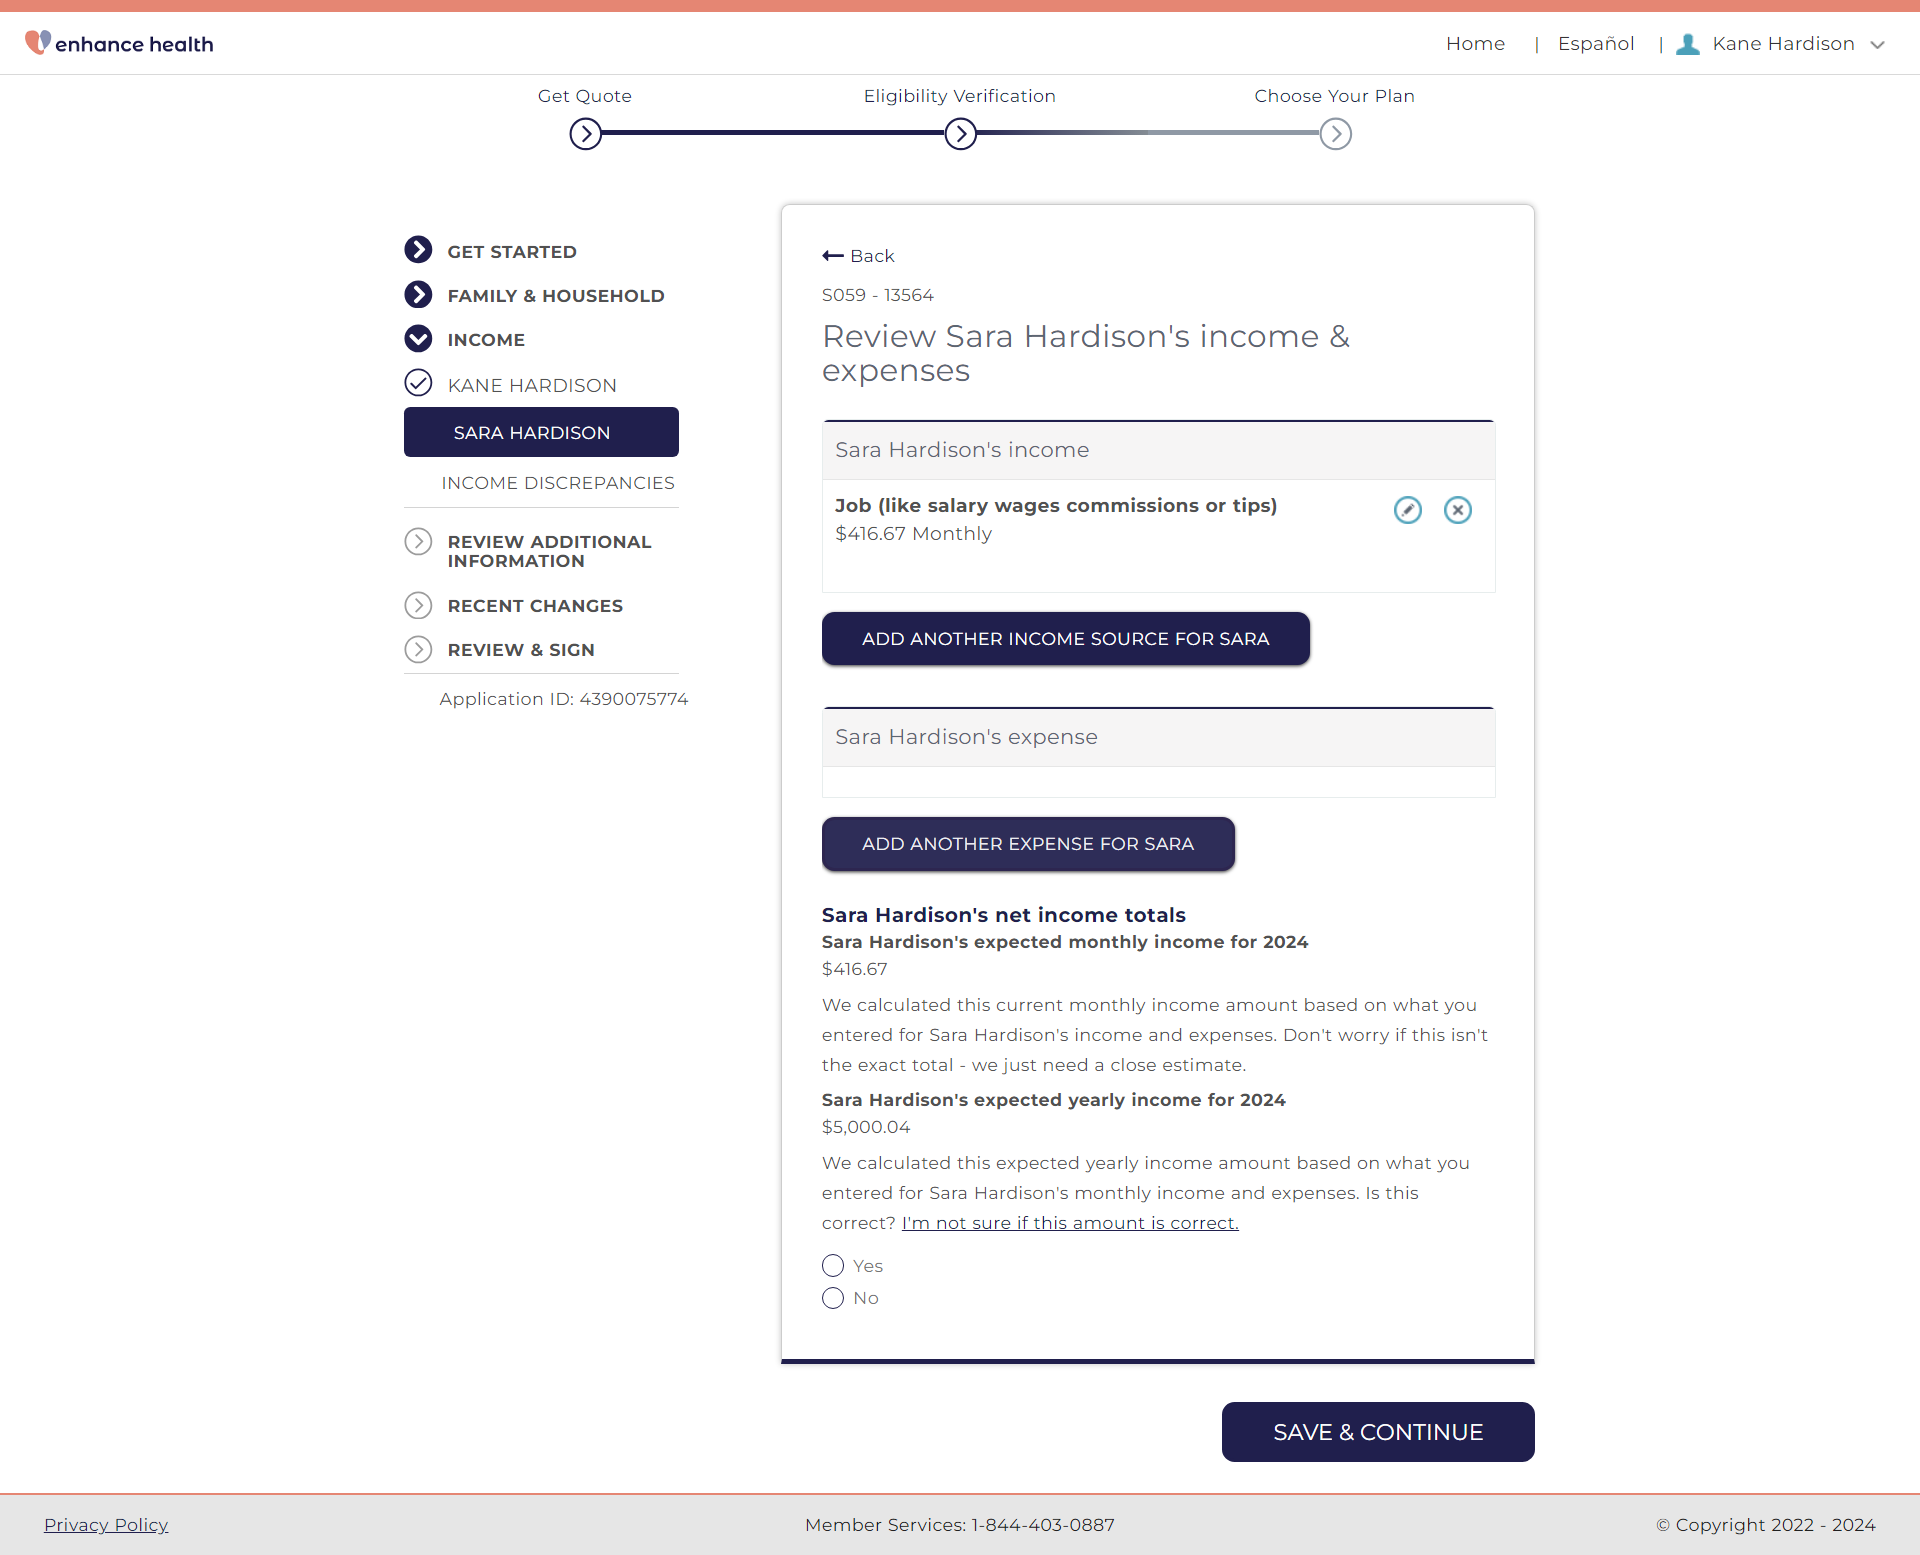 enhance health
Home | Español | Kane Hardison
Get Quote
Eligibility Verification
Choose Your Plan
GET STARTED
FAMILY & HOUSEHOLD
INCOME
KANE HARDISON
SARA HARDISON
INCOME DISCREPANCIES
REVIEW ADDITIONAL
INFORMATION
RECENT CHANGES
REVIEW & SIGN
Application ID: 4390075774
Back
S059 - 13564
Review Sara Hardison's income &
expenses
Sara Hardison's income
Job (like salary wages commissions or tips)
$416.67 Monthly
ADD ANOTHER INCOME SOURCE FOR SARA
Sara Hardison's expense
ADD ANOTHER EXPENSE FOR SARA
Sara Hardison's net income totals
Sara Hardison's expected monthly income for 2024
$416.67
We calculated this current monthly income amount based on what you
entered for Sara Hardison's income and expenses. Don't worry if this isn't
the exact total - we just need a close estimate.
Sara Hardison's expected yearly income for 2024
$5,000.04
We calculated this expected yearly income amount based on what you
entered for Sara Hardison's monthly income and expenses. Is this
correct? I'm not sure if this amount is correct.
Yes
No
SAVE & CONTINUE
Privacy Policy
Member Services: 1-844-403-0887
© Copyright 2022 - 2024